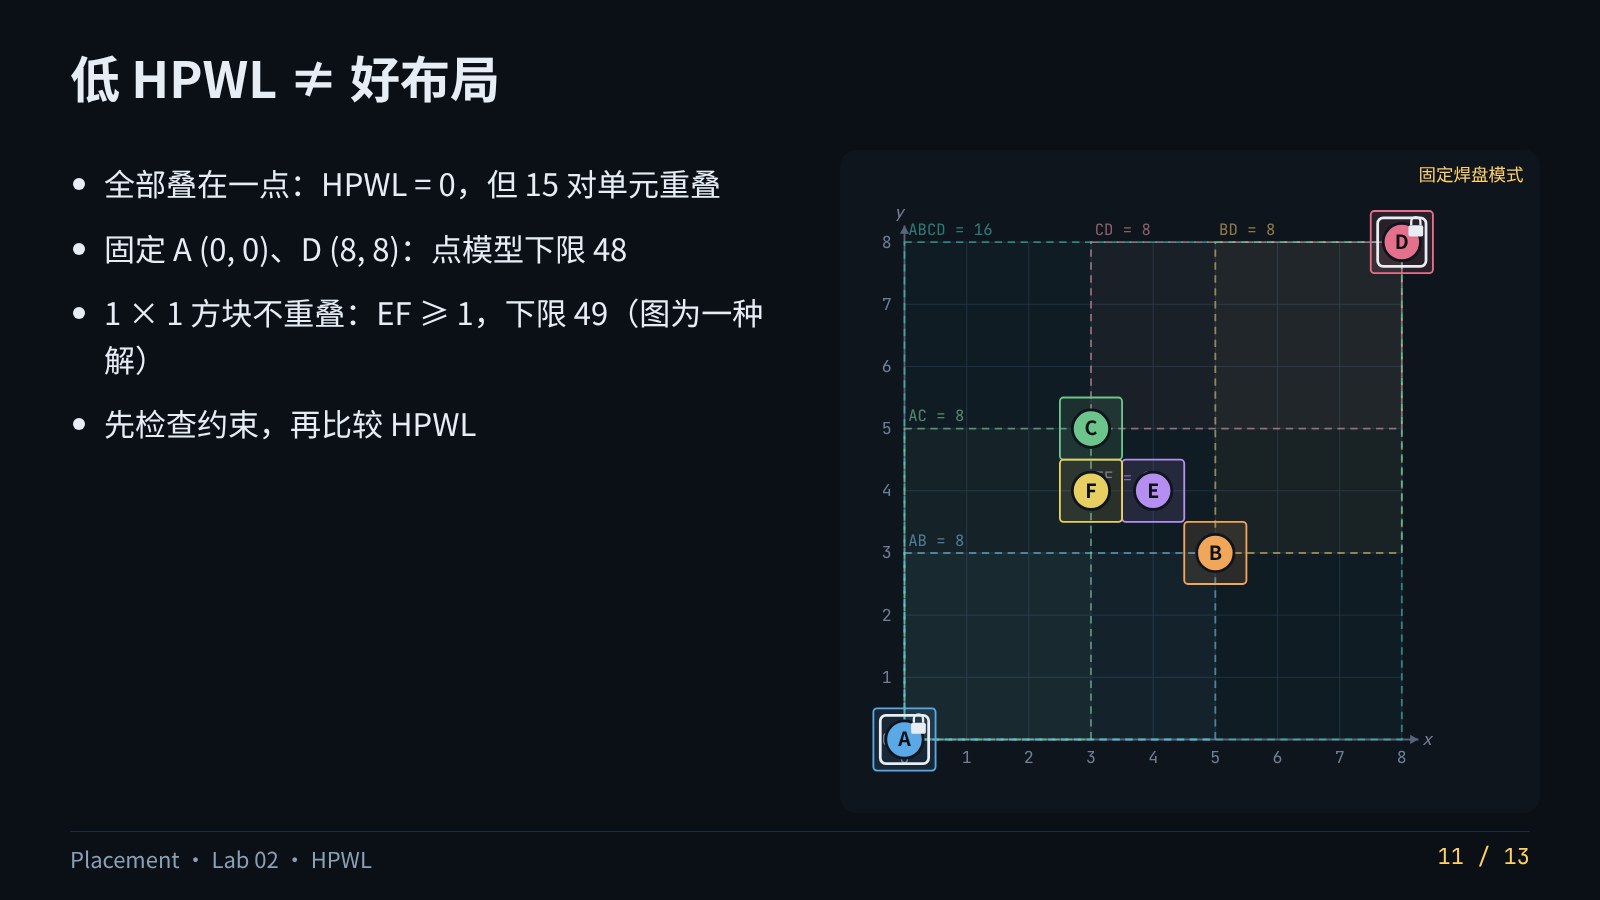 低 HPWL ≠ 好布局
• 全部叠在一点：HPWL = 0，但 15 对单元重叠
• 固定 A (0, 0)、D (8, 8)：点模型下限 48
• 1 × 1 方块不重叠：EF ⩾ 1，下限 49（图为一种
解）
• 先检查约束，再比较 HPWL
固定焊盘模式
y
ABCD = 16
CD = 8
BD = 8
D
8
7
6
AC = 8
5
C
4
F
E
AB = 8
3
B
2
1
A
1 2 3 4 5 6 7 8
x
Placement • Lab 02 • HPWL
11 / 13